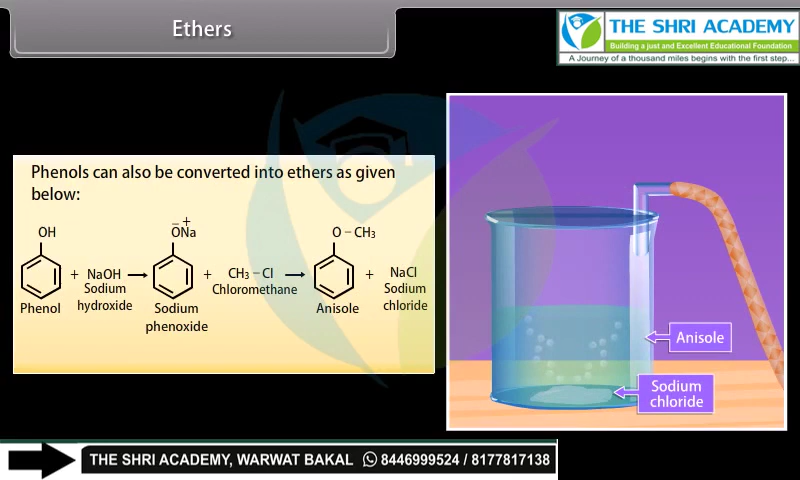 Ethers
THE SHRI ACADEMY
Building a just and Excellent Educational Foundation
A Journey of a thousand miles begins with the first step...
Phenols can also be converted into ethers as given
below:
OH
− +
ONa
O – CH₃
+ NaOH ⟶ + CH₃ – Cl ⟶ + NaCl
Phenol
Sodium
hydroxide
Sodium
phenoxide
Chloromethane
Anisole
Sodium
chloride
Anisole
Sodium
chloride
THE SHRI ACADEMY, WARWAT BAKAL 8446999524 / 8177817138